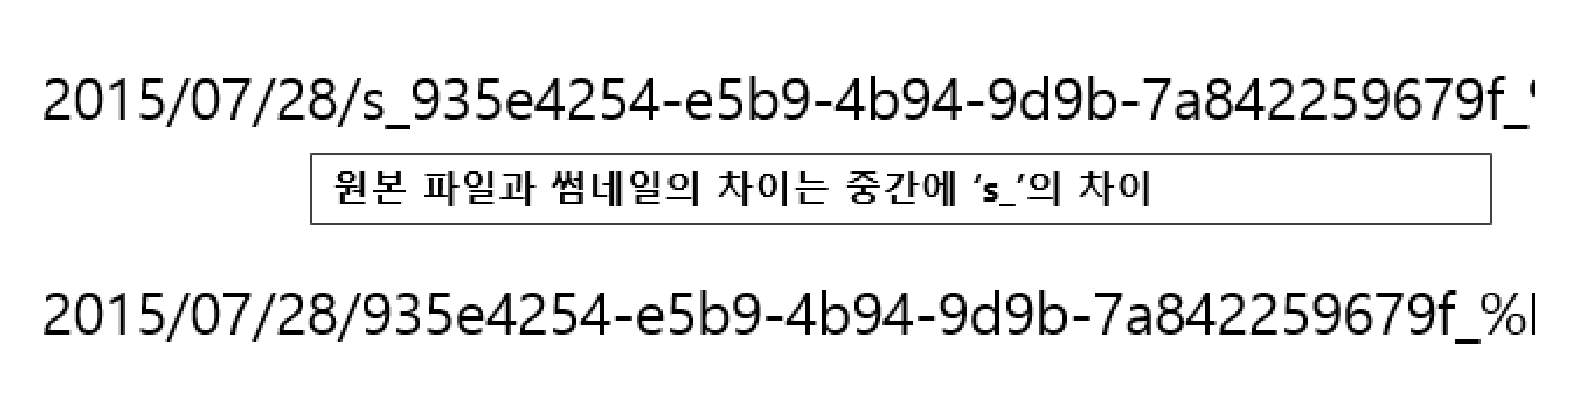 2015/07/28/s_935e4254-e5b9-4b94-9d9b-7a842259679f_
원본 파일과 썸네일의 차이는 중간에 ‘s_’의 차이
2015/07/28/935e4254-e5b9-4b94-9d9b-7a842259679f_%